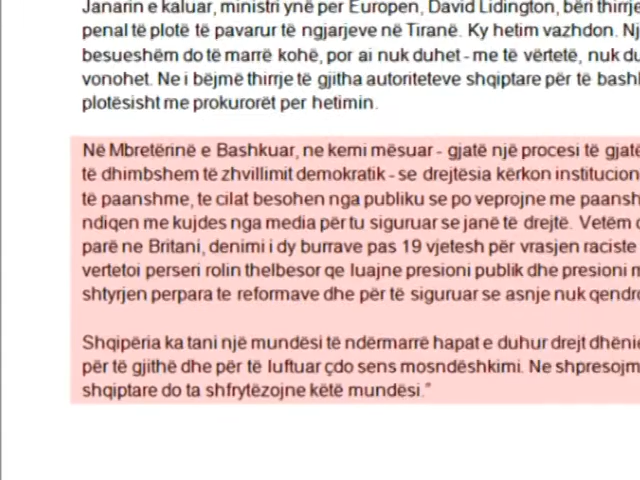 Janarin e kaluar, ministri ynë per Europen, David Lidington, bëri thirrje
penal të plotë të pavarur të ngjarjeve në Tiranë. Ky hetim vazhdon. Nj
besueshëm do të marrë kohë, por ai nuk duhet - me të vërtetë, nuk du
vonohet. Ne i bëjmë thirrje të gjitha autoriteteve shqiptare për të bash
plotësisht me prokurorët per hetimin.
Në Mbretërinë e Bashkuar, ne kemi mësuar - gjatë një procesi të gjatë
të dhimbshem të zhvillimit demokratik - se drejtësia kërkon institucion
të paanshme, te cilat besohen nga publiku se po veprojne me paansh
ndiqen me kujdes nga media për tu siguruar se janë të drejtë. Vetëm
parë ne Britani, denimi i dy burrave pas 19 vjetesh për vrasjen raciste
vertetoi perseri rolin thelbesor qe luajne presioni publik dhe presioni m
shtyrjen perpara te reformave dhe për të siguruar se asnje nuk qendro
Shqipëria ka tani një mundësi të ndërmarrë hapat e duhur drejt dhënie
për të gjithë dhe për të luftuar çdo sens mosndëshkimi. Ne shpresojm
shqiptare do ta shfrytëzojne këtë mundësi."